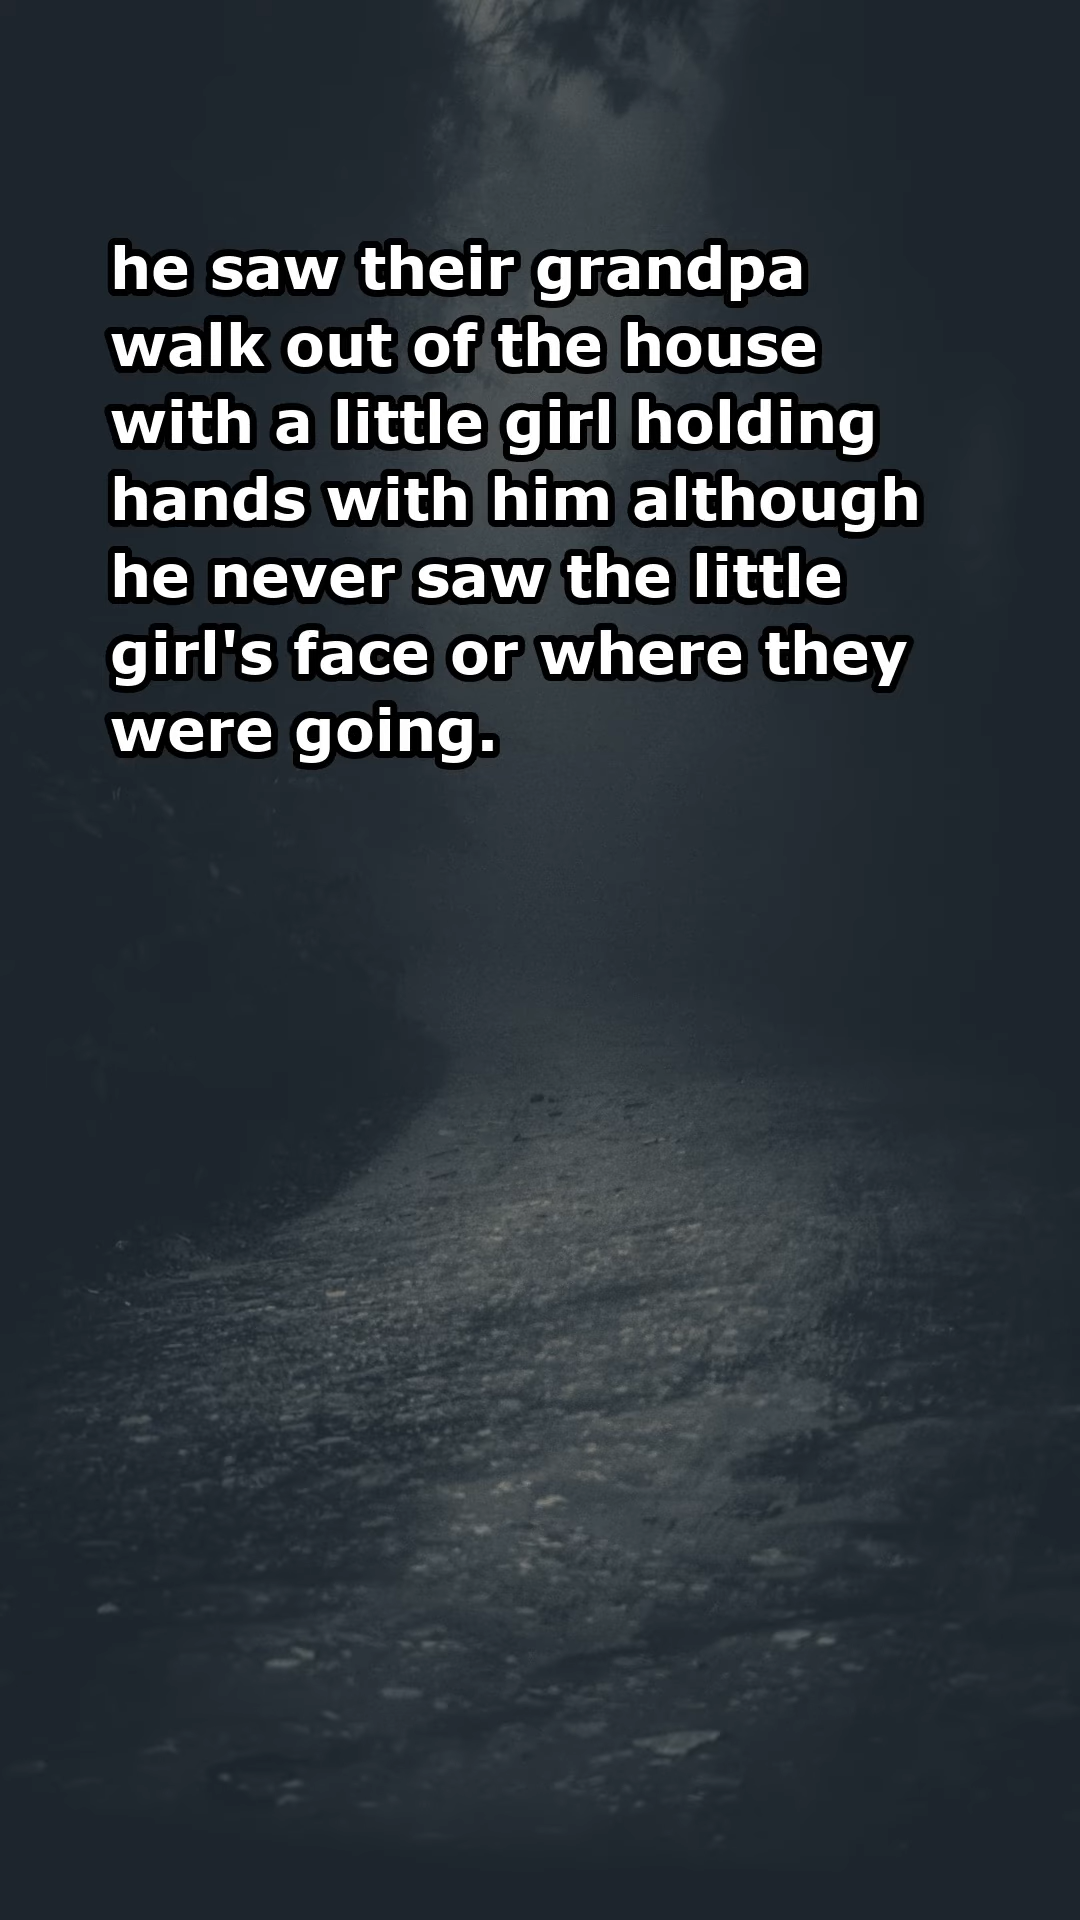 he saw their grandpa
walk out of the house
with a little girl holding
hands with him although
he never saw the little
girl's face or where they
were going.